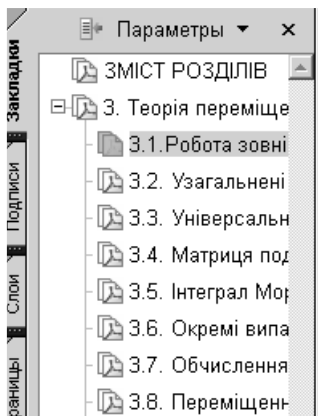 Параметры
ЗМІСТ РОЗДІЛІВ
3. Теорія переміще
3.1.Робота зовні
3.2. Узагальнені
3.3. Універсальн
3.4. Матриця под
3.5. Інтеграл Мор
3.6. Окремі випа
3.7. Обчислення
3.8. Переміщенн
Закладки
Подписи
Слои
раницы